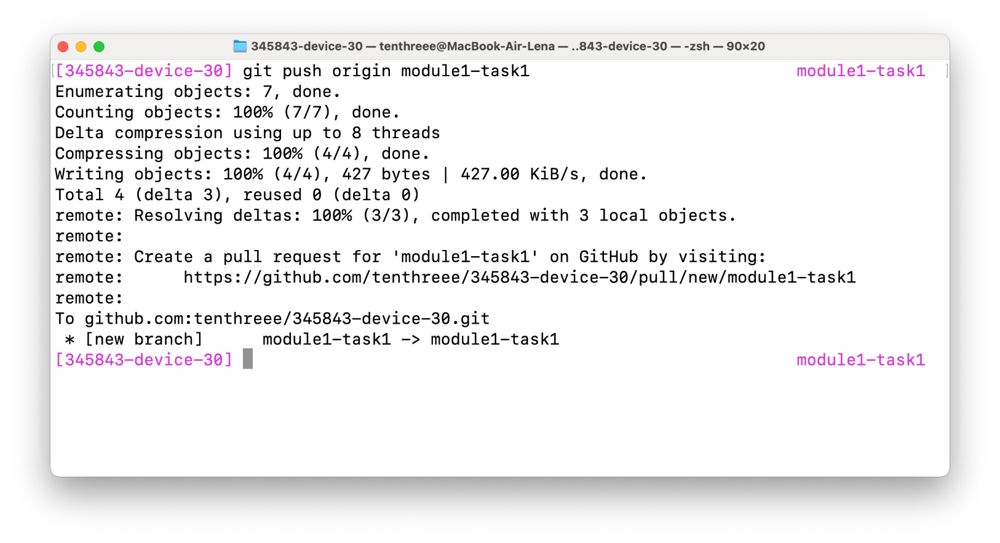 345843-device-30 — tenthreee@MacBook-Air-Lena — ..843-device-30 — -zsh — 90×20
[[345843-device-30] git push origin module1-task1 module1-task1 ]
Enumerating objects: 7, done.
Counting objects: 100% (7/7), done.
Delta compression using up to 8 threads
Compressing objects: 100% (4/4), done.
Writing objects: 100% (4/4), 427 bytes | 427.00 KiB/s, done.
Total 4 (delta 3), reused 0 (delta 0)
remote: Resolving deltas: 100% (3/3), completed with 3 local objects.
remote:
remote: Create a pull request for 'module1-task1' on GitHub by visiting:
remote:      https://github.com/tenthreee/345843-device-30/pull/new/module1-task1
remote:
To github.com:tenthreee/345843-device-30.git
 * [new branch]      module1-task1 -> module1-task1
[345843-device-30] module1-task1